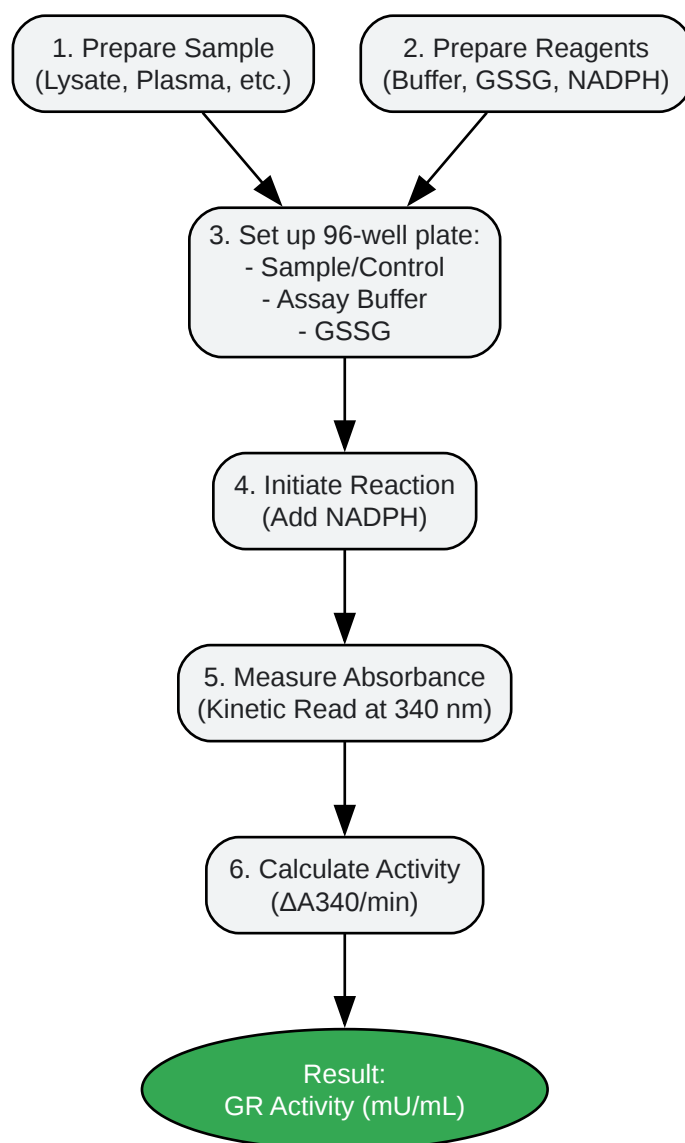 1. Prepare Sample
(Lysate, Plasma, etc.)
2. Prepare Reagents
(Buffer, GSSG, NADPH)
3. Set up 96-well plate:
- Sample/Control
- Assay Buffer
- GSSG
4. Initiate Reaction
(Add NADPH)
5. Measure Absorbance
(Kinetic Read at 340 nm)
6. Calculate Activity
(ΔA340/min)
Result:
GR Activity (mU/mL)